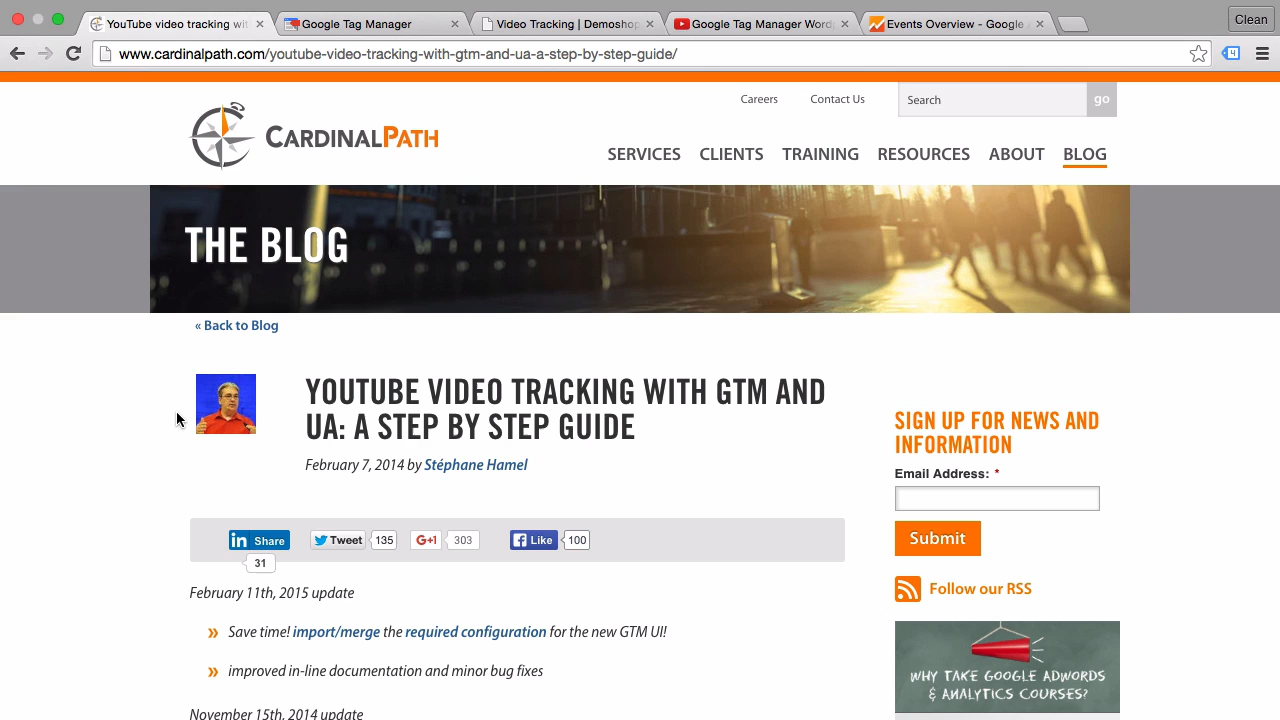 YouTube video tracking wit
Google Tag Manager
Video Tracking | Demoshop
Google Tag Manager Word
Events Overview - Google A
Clean
www.cardinalpath.com/youtube-video-tracking-with-gtm-and-ua-a-step-by-step-guide/
4
Careers
Contact Us
Search
go
CARDINALPATH
SERVICES
CLIENTS
TRAINING
RESOURCES
ABOUT
BLOG
THE BLOG
« Back to Blog
YOUTUBE VIDEO TRACKING WITH GTM AND
UA: A STEP BY STEP GUIDE
February 7, 2014 by Stéphane Hamel
in Share
31
Tweet 135
G+1 303
Like 100
February 11th, 2015 update
» Save time! import/merge the required configuration for the new GTM UI!
» improved in-line documentation and minor bug fixes
November 15th, 2014 update
SIGN UP FOR NEWS AND
INFORMATION
Email Address: *
Submit
Follow our RSS
WHY TAKE GOOGLE ADWORDS
& ANALYTICS COURSES?